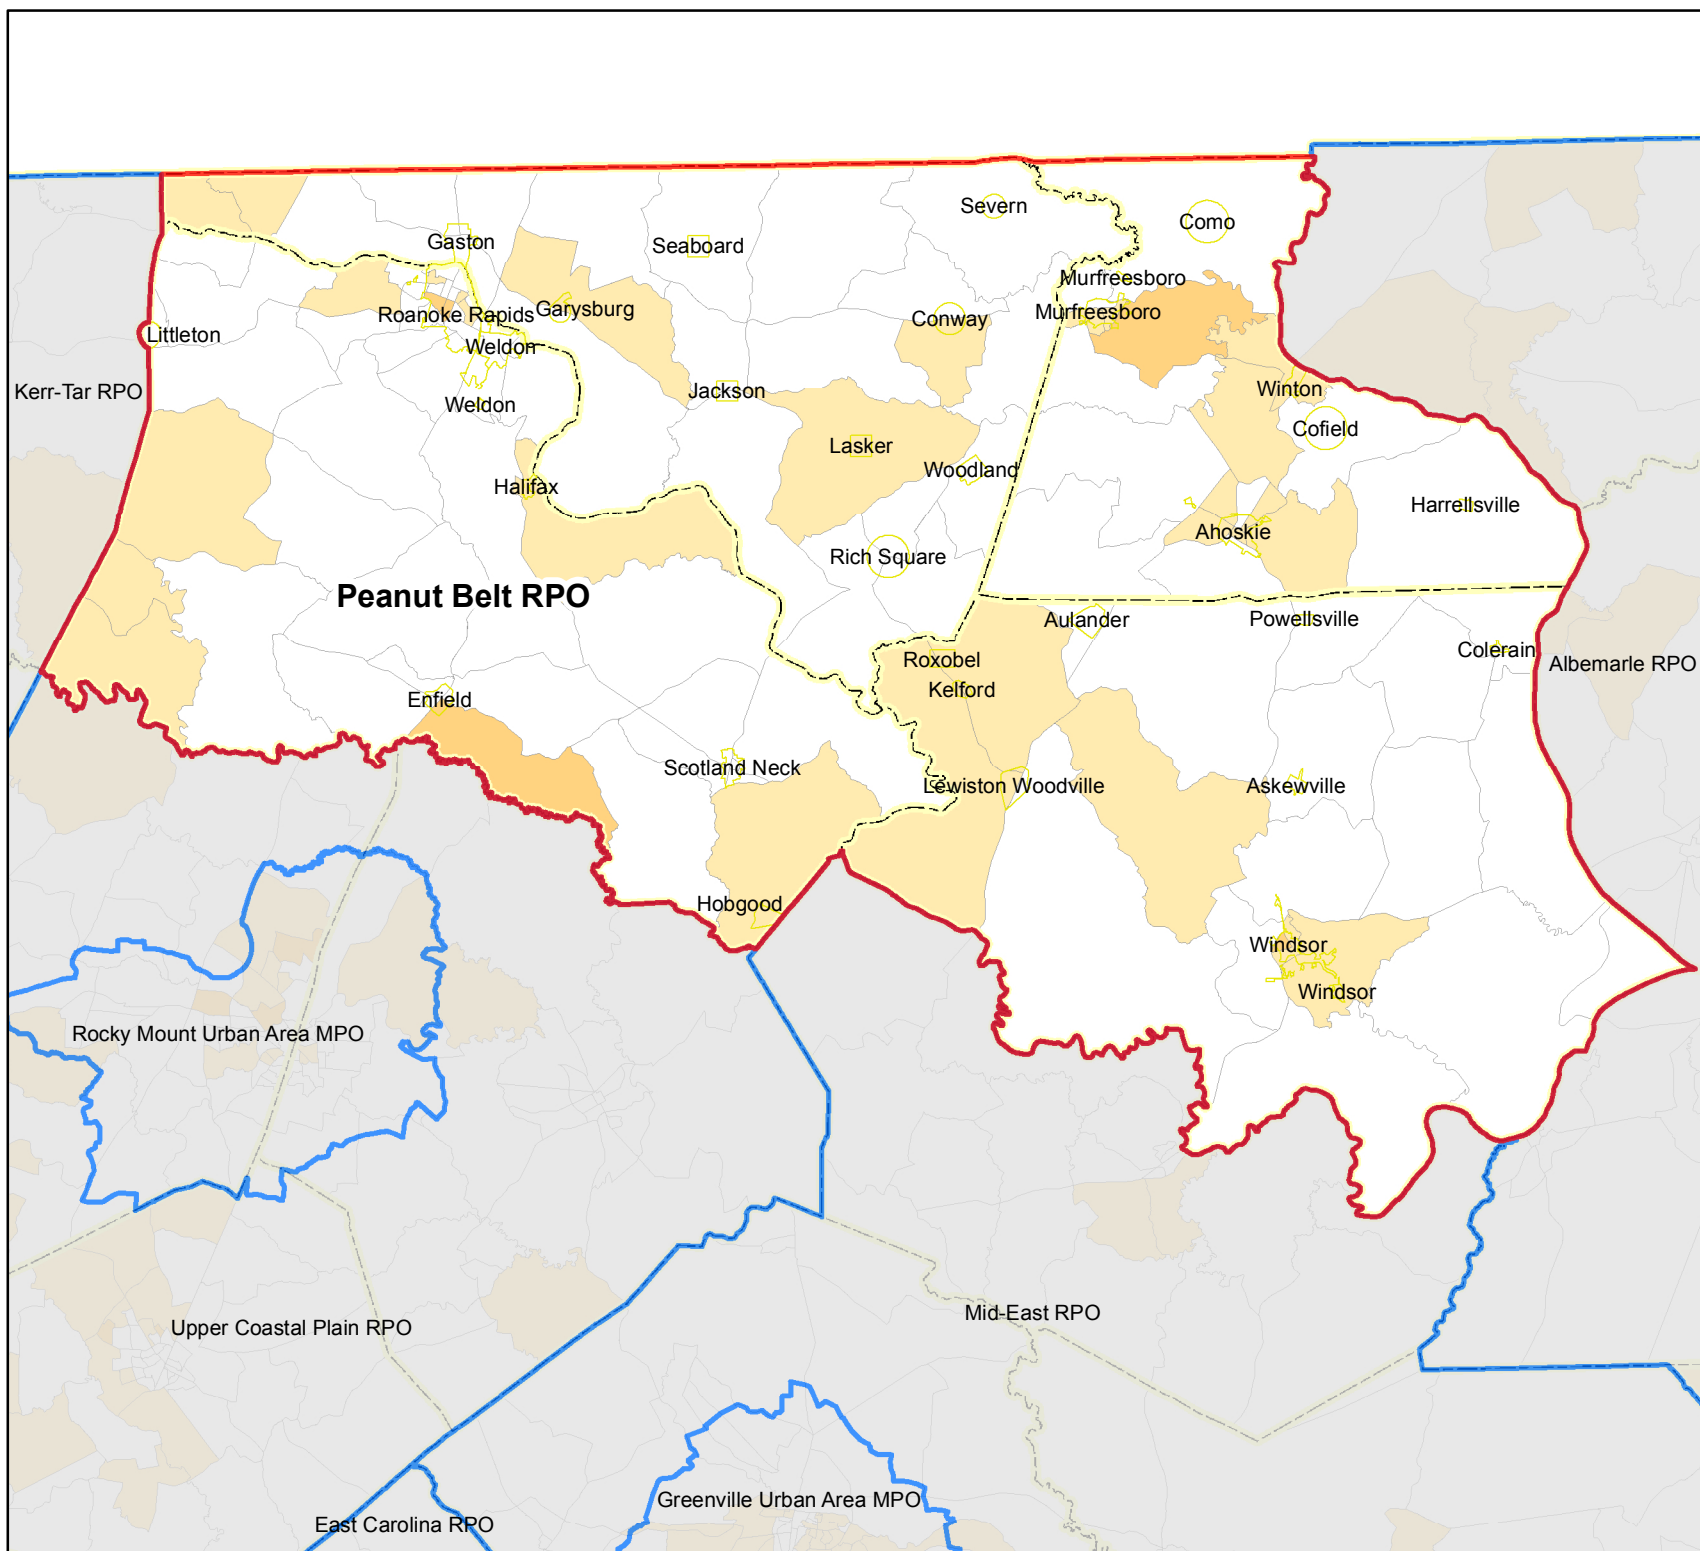 Severn
Como
Gaston
Seaboard
Murfreesboro
Garysburg
Roanoke Rapids
Conway
Murfreesboro
Littleton
Weldon
Kerr-Tar RPO
Jackson
Winton
Weldon
Cofield
Lasker
Woodland
Halifax
Harrellsville
Ahoskie
Rich Square
Peanut Belt RPO
Aulander
Powellsville
Colerain
Roxobel
Albemarle RPO
Kelford
Enfield
Scotland Neck
Lewiston Woodville
Askewville
Hobgood
Windsor
Windsor
Rocky Mount Urban Area MPO
Mid-East RPO
Upper Coastal Plain RPO
Greenville Urban Area MPO
East Carolina RPO